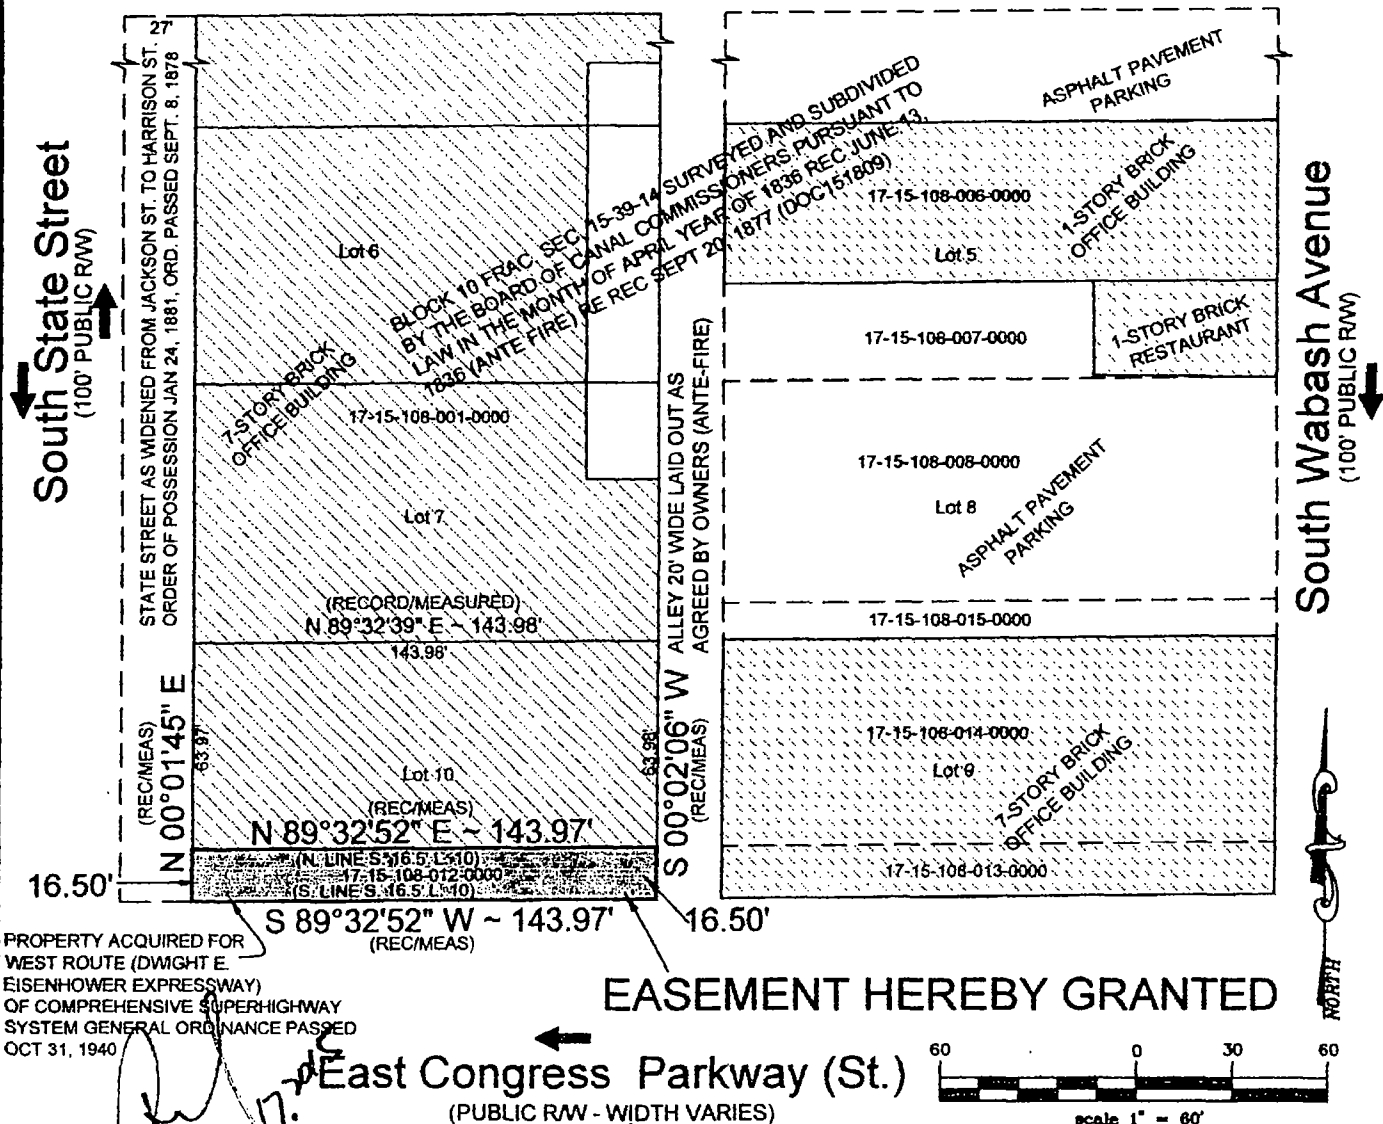 27'
South State Street
(100' PUBLIC R/W)
STATE STREET AS WIDENED FROM JACKSON ST. TO HARRISON ST.
ORDER OF POSSESSION JAN 24, 1881, ORD. PASSED SEPT. 8, 1878
BLOCK 10 FRAC. SEC. 15-39-14 SURVEYED AND SUBDIVIDED
BY THE BOARD OF CANAL COMMISSIONERS PURSUANT TO
LAW IN THE MONTH OF APRIL YEAR OF 1836 REC JUNE 13,
1836 (ANTE FIRE) RE REC SEPT 20, 1877 (DOC151809)
Lot 6
7-STORY BRICK
OFFICE BUILDING
17-15-108-001-0000
Lot 7
(RECORD/MEASURED)
N 89°32'39" E ~ 143.98'
143.98'
N 00°01'45" E
(REC/MEAS)
63.97'
63.98'
Lot 10
(REC/MEAS)
N 89°32'52" E ~ 143.97'
(N. LINE S. 16.5' L. 10)
17-15-108-012-0000
(S. LINE S. 16.5' L. 10)
16.50'
S 89°32'52" W ~ 143.97'
(REC/MEAS)
16.50'
ALLEY 20' WIDE LAID OUT AS
AGREED BY OWNERS (ANTE-FIRE)
S 00°02'06" W
(REC/MEAS)
ASPHALT PAVEMENT
PARKING
17-15-108-006-0000
1-STORY BRICK
OFFICE BUILDING
Lot 5
17-15-108-007-0000
1-STORY BRICK
RESTAURANT
17-15-108-008-0000
Lot 8
ASPHALT PAVEMENT
PARKING
17-15-108-015-0000
17-15-108-014-0000
Lot 9
7-STORY BRICK
OFFICE BUILDING
17-15-108-013-0000
South Wabash Avenue
(100' PUBLIC R/W)
PROPERTY ACQUIRED FOR
WEST ROUTE (DWIGHT E.
EISENHOWER EXPRESSWAY)
OF COMPREHENSIVE SUPERHIGHWAY
SYSTEM GENERAL ORDINANCE PASSED
OCT 31, 1940
EASEMENT HEREBY GRANTED
NORTH
East Congress Parkway (St.)
(PUBLIC R/W - WIDTH VARIES)
60 0 30 60
scale 1" = 60'